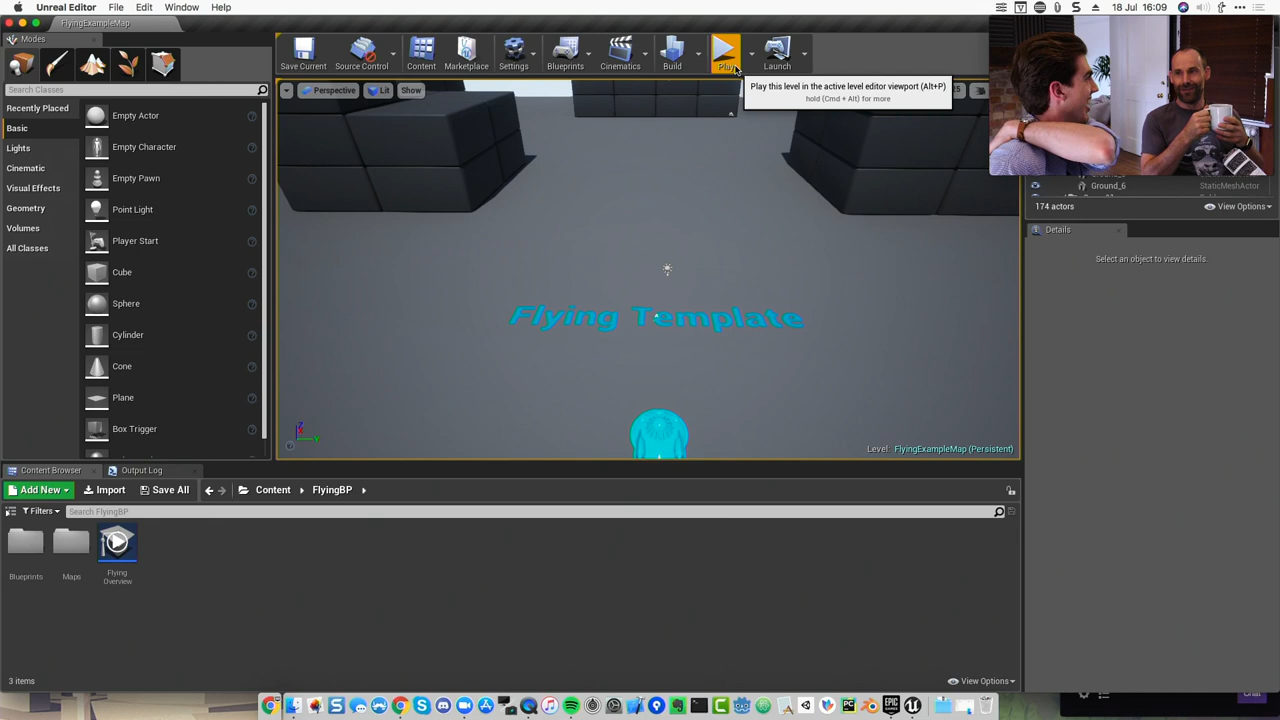 Unreal Editor File Edit Window Help
18 Jul 16:09
FlyingExampleMap
Modes
Search Classes
Recently Placed
Basic
Lights
Cinematic
Visual Effects
Geometry
Volumes
All Classes
Empty Actor
Empty Character
Empty Pawn
Point Light
Player Start
Cube
Sphere
Cylinder
Cone
Plane
Box Trigger
Save Current Source Control Content Marketplace Settings Blueprints Cinematics Build Play Launch
Play this level in the active level editor viewport (Alt+P)
hold (Cmd + Alt) for more
Perspective Lit Show
25
Flying Template
Level: FlyingExampleMap (Persistent)
Ground_6 StaticMeshActor
174 actors View Options
Details
Select an object to view details.
Content Browser Output Log
Add New Import Save All Content FlyingBP
Filters Search FlyingBP
Blueprints
Maps
Flying
Overview
3 items View Options
Chat